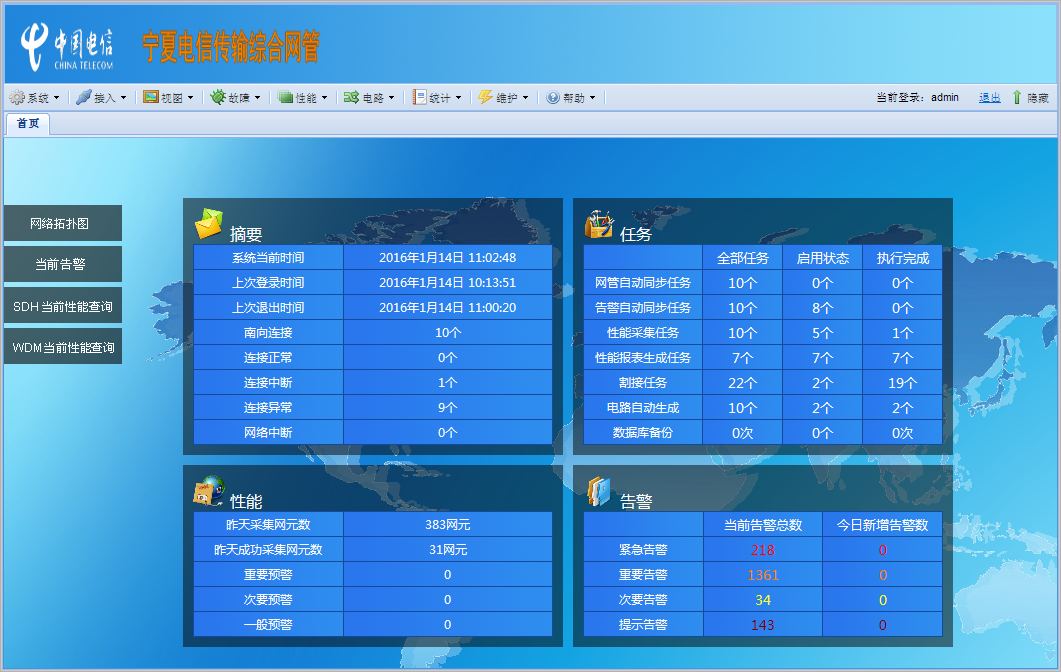 中国电信
CHINA TELECOM
宁夏电信传输综合网管
系统 接入 视图 故障 性能 电路 统计 维护 帮助 当前登录：admin 退出 隐藏
首页
网络拓扑图
当前告警
SDH当前性能查询
WDM当前性能查询
摘要
系统当前时间 2016年1月14日 11:02:48
上次登录时间 2016年1月14日 10:13:51
上次退出时间 2016年1月14日 11:00:20
南向连接 10个
连接正常 0个
连接中断 1个
连接异常 9个
网络中断 0个
任务
全部任务 启用状态 执行完成
网管自动同步任务 10个 0个 0个
告警自动同步任务 10个 8个 0个
性能采集任务 10个 5个 1个
性能报表生成任务 7个 7个 7个
割接任务 22个 2个 19个
电路自动生成 10个 2个 2个
数据库备份 0次 0个 0次
性能
昨天采集网元数 383网元
昨天成功采集网元数 31网元
重要预警 0
次要预警 0
一般预警 0
告警
当前告警总数 今日新增告警数
紧急告警 218 0
重要告警 1361 0
次要告警 34 0
提示告警 143 0